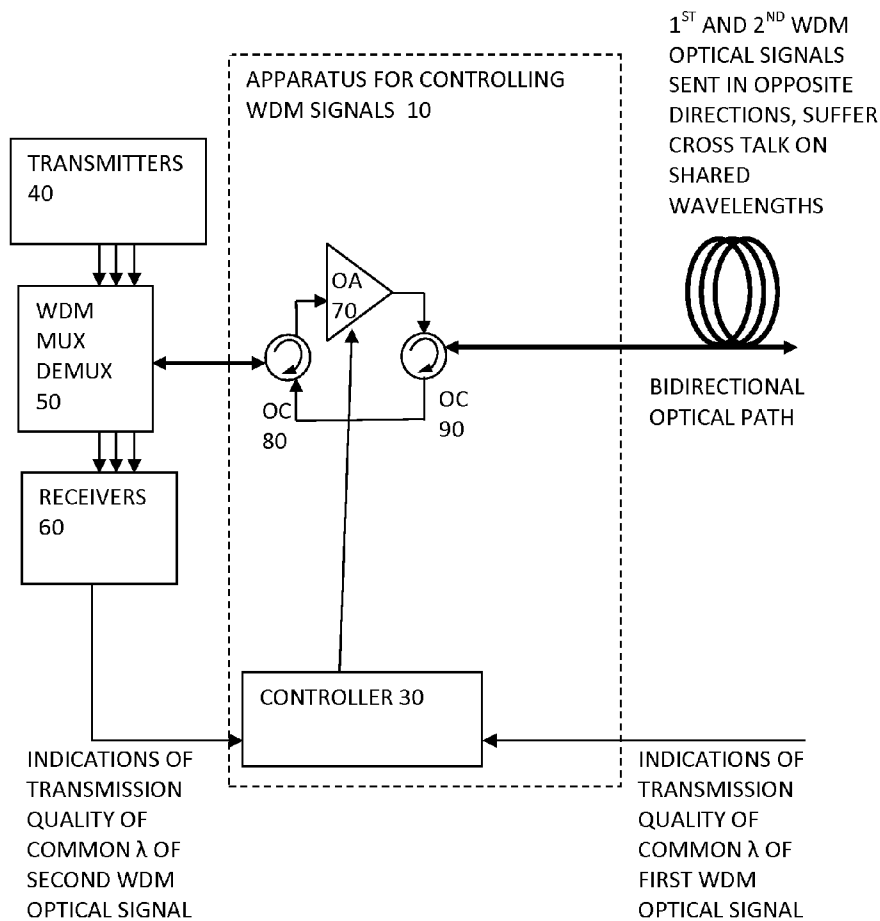 1ST AND 2ND WDM
OPTICAL SIGNALS
SENT IN OPPOSITE
DIRECTIONS, SUFFER
CROSS TALK ON
SHARED
WAVELENGTHS
APPARATUS FOR CONTROLLING
WDM SIGNALS 10
TRANSMITTERS
40
WDM
MUX
DEMUX
50
OA
70
OC
80
OC
90
BIDIRECTIONAL
OPTICAL PATH
RECEIVERS
60
CONTROLLER 30
INDICATIONS OF
TRANSMISSION
QUALITY OF
COMMON λ OF
SECOND WDM
OPTICAL SIGNAL
INDICATIONS OF
TRANSMISSION
QUALITY OF
COMMON λ OF
FIRST WDM
OPTICAL SIGNAL